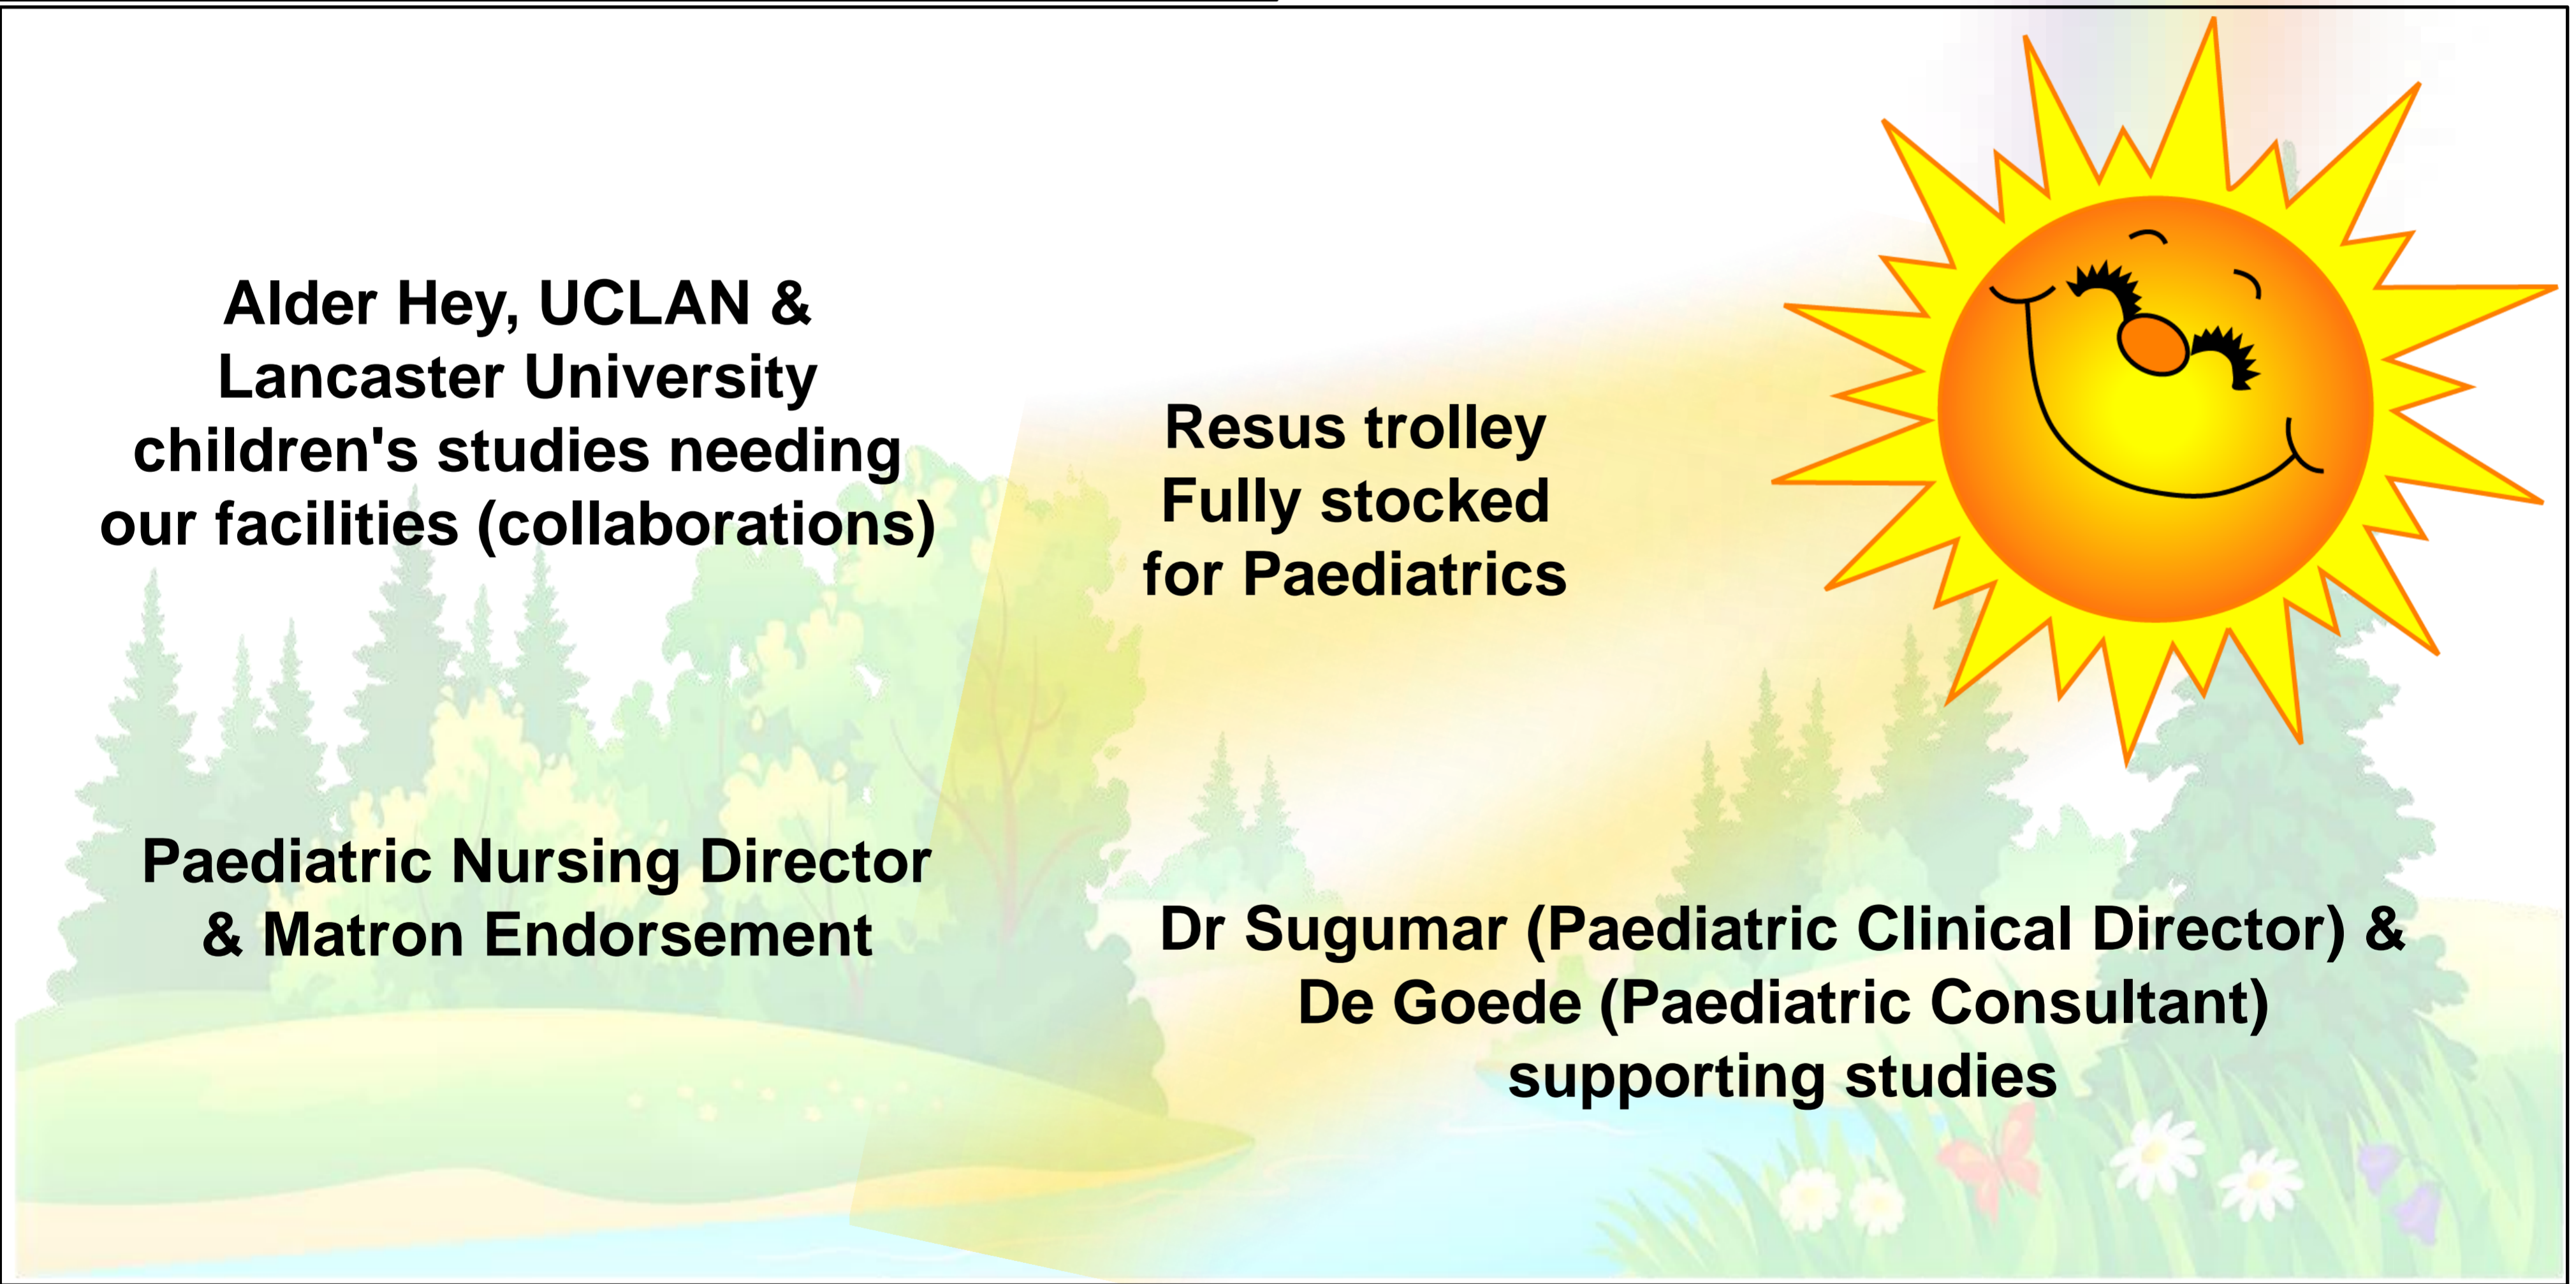 Alder Hey, UCLAN &
Lancaster University
children's studies needing
our facilities (collaborations)
Resus trolley
Fully stocked
for Paediatrics
Paediatric Nursing Director
& Matron Endorsement
Dr Sugumar (Paediatric Clinical Director) &
De Goede (Paediatric Consultant)
supporting studies